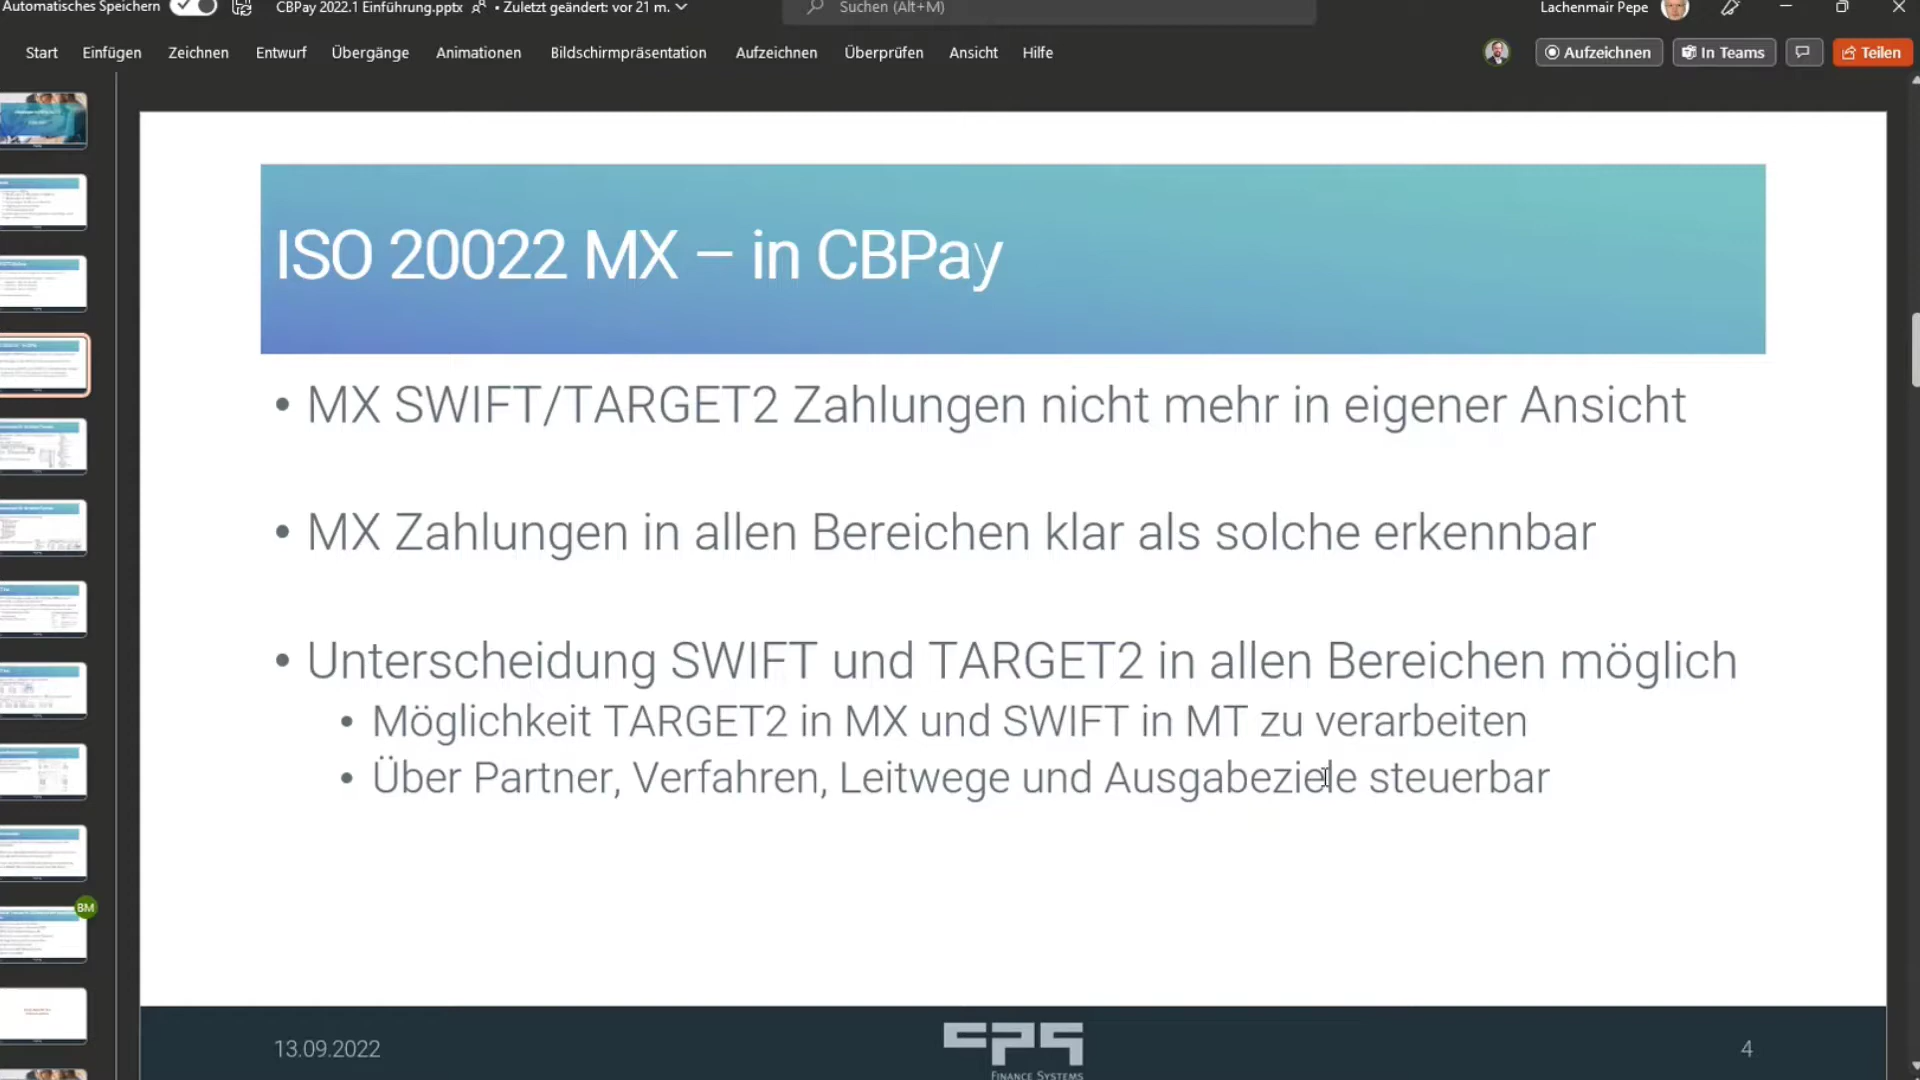 Automatisches Speichern CBPay 2022.1 Einführung.pptx • Zuletzt geändert: vor 21 m. Suchen (Alt+M) Lachenmair Pepe
Start Einfügen Zeichnen Entwurf Übergänge Animationen Bildschirmpräsentation Aufzeichnen Überprüfen Ansicht Hilfe Aufzeichnen In Teams Teilen
ISO 20022 MX – in CBPay
• MX SWIFT/TARGET2 Zahlungen nicht mehr in eigener Ansicht
• MX Zahlungen in allen Bereichen klar als solche erkennbar
• Unterscheidung SWIFT und TARGET2 in allen Bereichen möglich
• Möglichkeit TARGET2 in MX und SWIFT in MT zu verarbeiten
• Über Partner, Verfahren, Leitwege und Ausgabeziele steuerbar
BM
13.09.2022
cps
FINANCE SYSTEMS
4